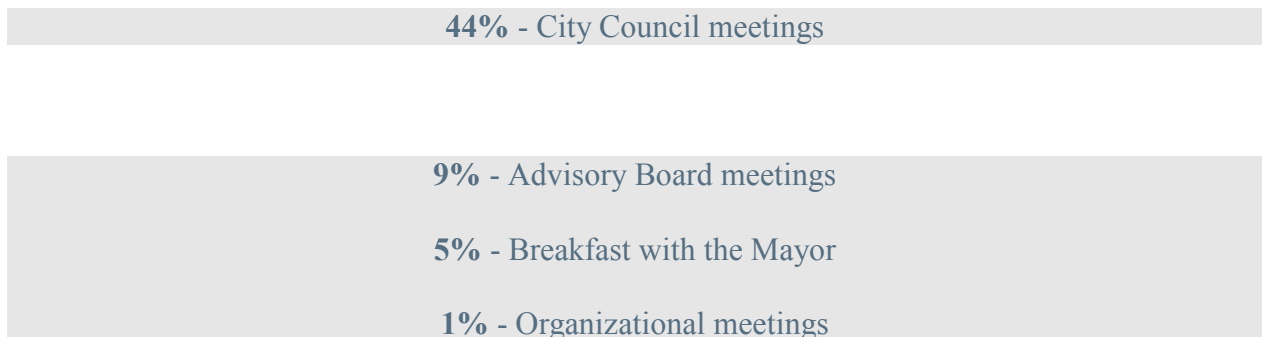 44% - City Council meetings
9% - Advisory Board meetings
5% - Breakfast with the Mayor
1% - Organizational meetings